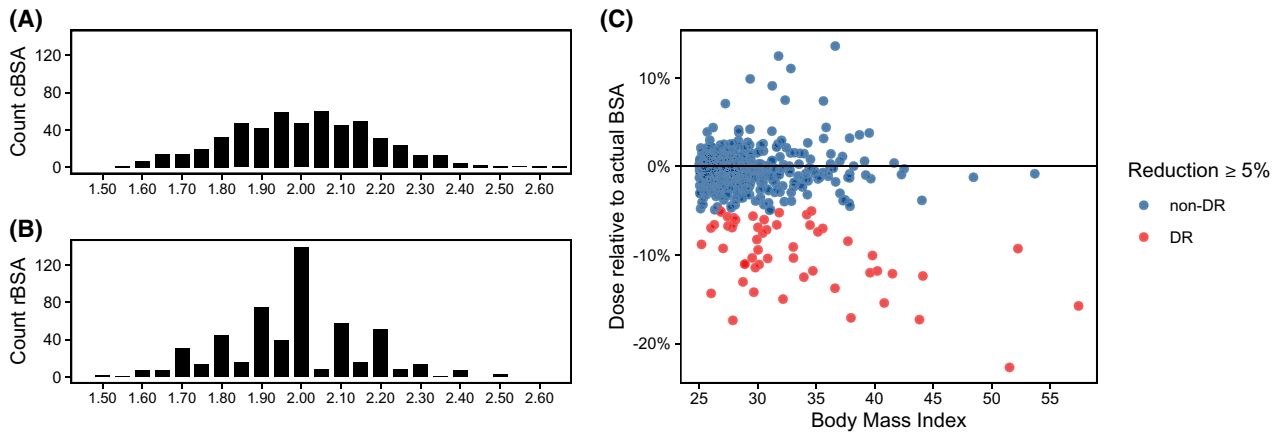 (A)
Count cBSA
120
80
40
0
1.50 1.60 1.70 1.80 1.90 2.00 2.10 2.20 2.30 2.40 2.50 2.60
(B)
Count rBSA
120
80
40
0
1.50 1.60 1.70 1.80 1.90 2.00 2.10 2.20 2.30 2.40 2.50 2.60
(C)
Dose relative to actual BSA
10%
0%
-10%
-20%
25 30 35 40 45 50 55
Body Mass Index
Reduction ≥ 5%
non-DR
DR